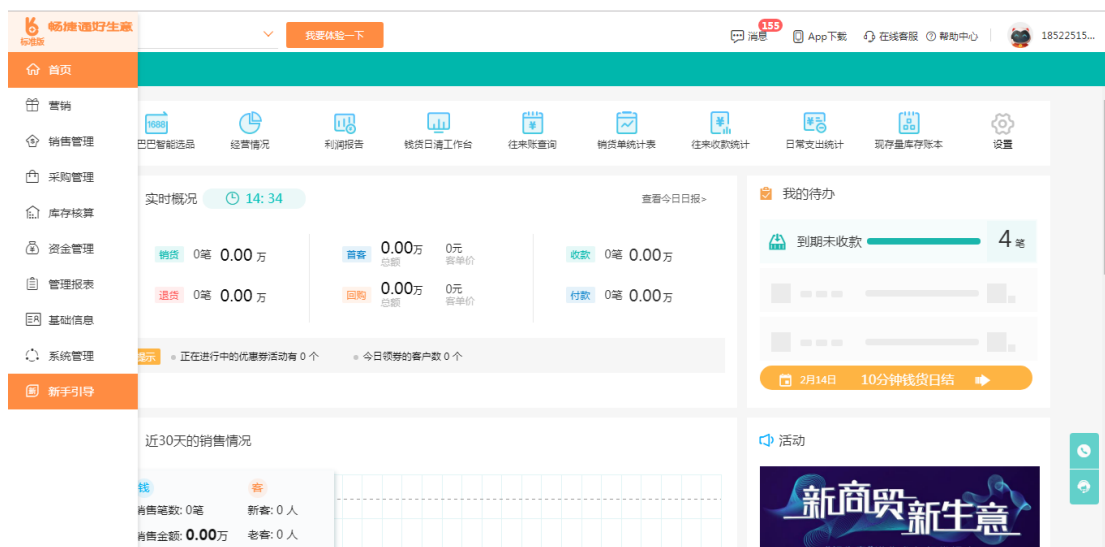 畅捷通好生意
标准版
我要体验一下
消息
155
App下载
在线客服
帮助中心
18522515...
首页
营销
销售管理
采购管理
库存核算
资金管理
管理报表
基础信息
系统管理
新手引导
1688
巴巴智能选品
经营情况
利润报告
钱货日清工作台
往来账查询
销货单统计表
往来收款统计
日常支出统计
现存量库存账本
设置
实时概况
14: 34
查看今日日报>
销货 0笔 0.00 万
首客 0.00万 0元
总额 客单价
收款 0笔 0.00 万
退货 0笔 0.00 万
回购 0.00万 0元
总额 客单价
付款 0笔 0.00 万
提示 正在进行中的优惠券活动有 0 个 今日领券的客户数 0 个
我的待办
到期未收款 4 笔
2月14日 10分钟钱货日结
近30天的销售情况
钱 客
销售笔数: 0笔 新客: 0 人
销售金额: 0.00万 老客: 0 人
活动
新商贸新生意